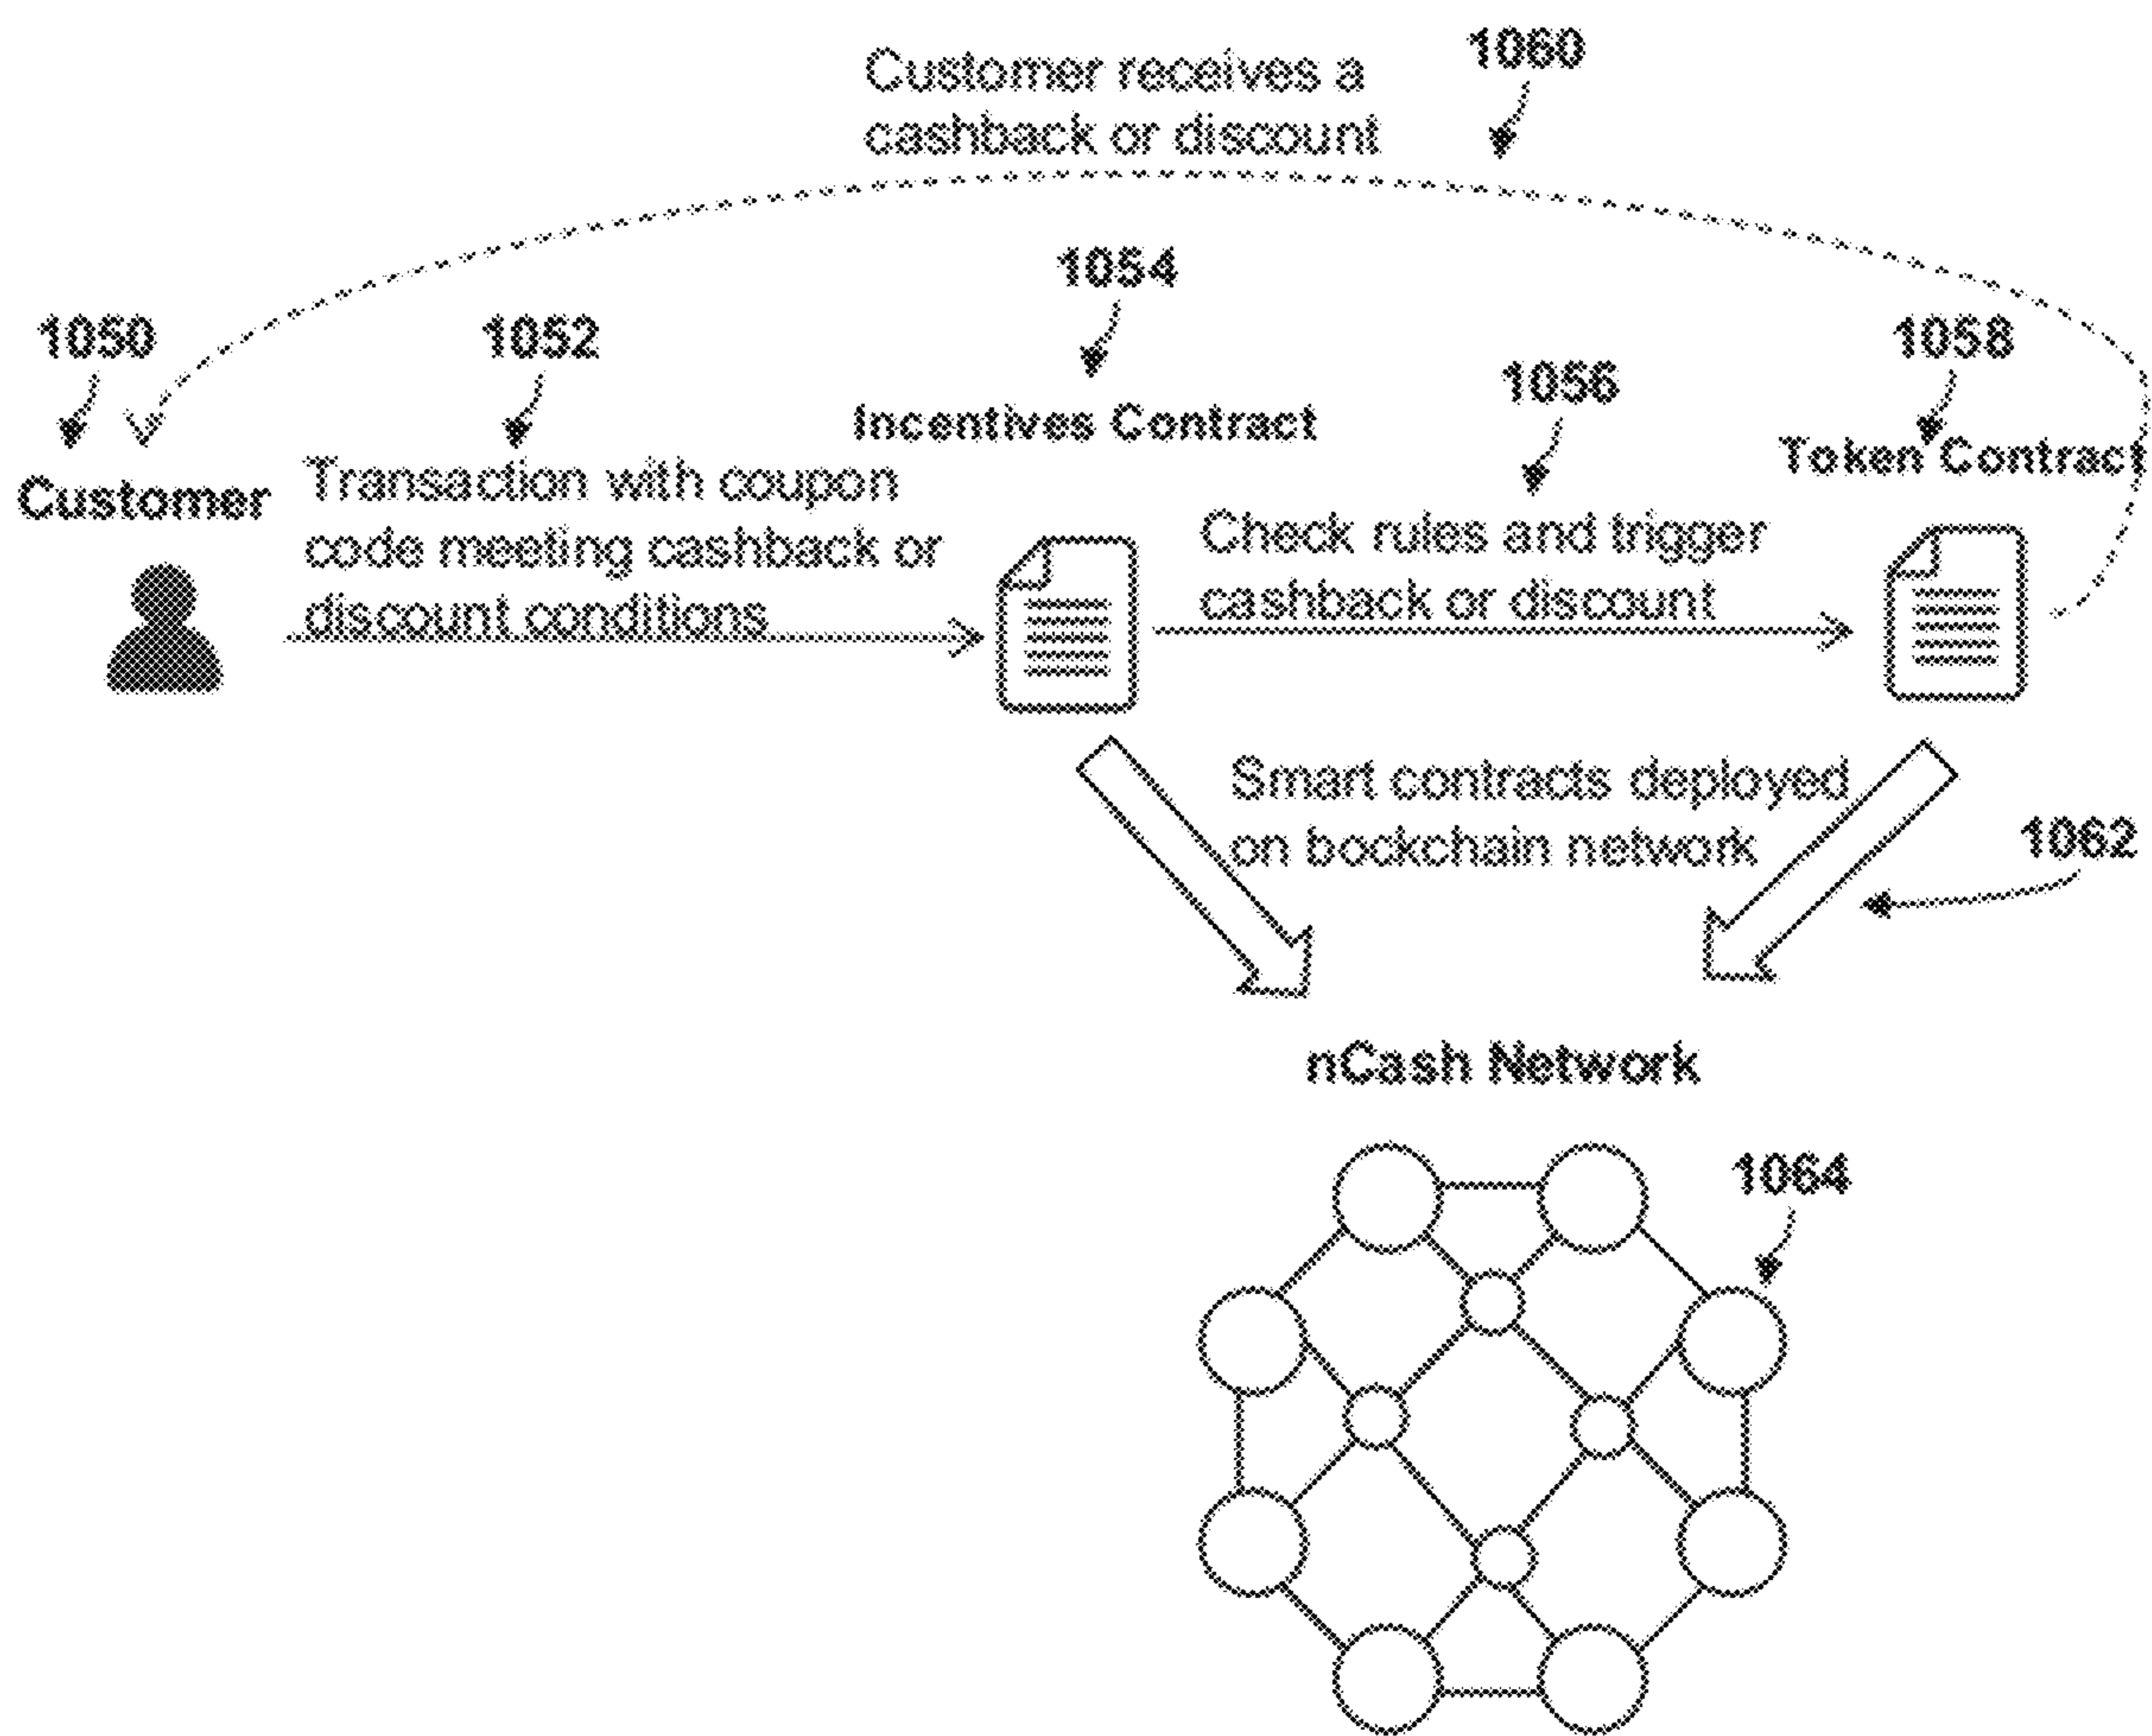 1060
Customer receives a
cashback or discount
1054
1050
1052
1058
1056
Incentives Contract
Token Contract
Customer
Transaction with coupon
code meeting cashback or
discount conditions
Check rules and trigger
cashback or discount
Smart contracts deployed
on bockchain network
1062
nCash Network
1064